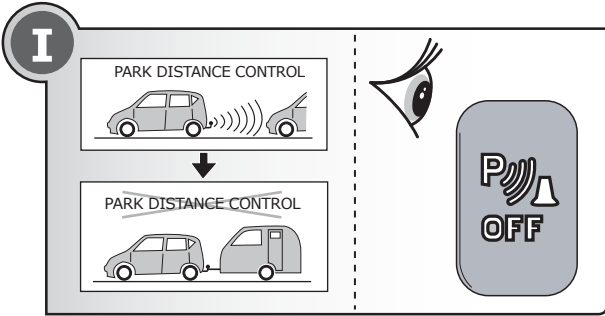 I
PARK DISTANCE CONTROL
PARK DISTANCE CONTROL
P
OFF